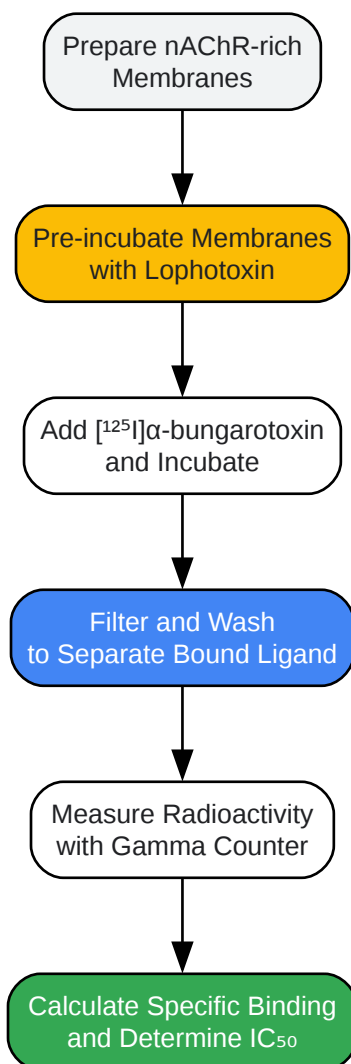 Prepare nAChR-rich
Membranes
Pre-incubate Membranes
with Lophotoxin
Add [¹²⁵I]α-bungarotoxin
and Incubate
Filter and Wash
to Separate Bound Ligand
Measure Radioactivity
with Gamma Counter
Calculate Specific Binding
and Determine IC₅₀